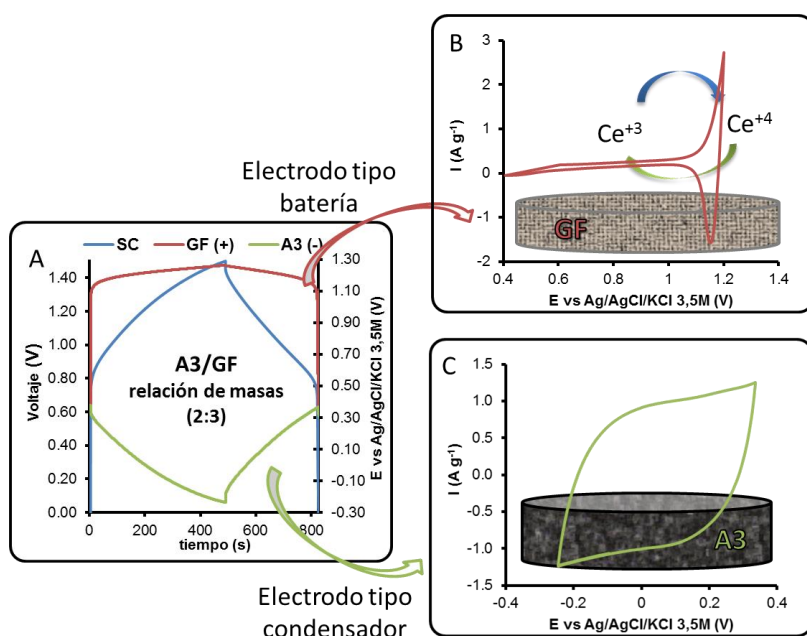 B
3
2
1
0
-1
-2
I (A g⁻¹)
Ce⁺³
Ce⁺⁴
GF
0.4
0.6
0.8
1.0
1.2
1.4
E vs Ag/AgCl/KCl 3,5M (V)
Electrodo tipo
batería
SC
GF (+)
A3 (-)
A
1.40
1.20
1.00
0.80
0.60
0.40
0.20
0.00
Voltaje (V)
A3/GF
relación de masas
(2:3)
1.30
1.10
0.90
0.70
0.50
0.30
0.10
-0.10
-0.30
E vs Ag/AgCl/KCl 3,5M (V)
0
200
400
600
800
tiempo (s)
C
1.5
1.0
0.5
0.0
-0.5
-1.0
-1.5
I (A g⁻¹)
A3
-0.4
-0.2
0
0.2
0.4
E vs Ag/AgCl/KCl 3,5M (V)
Electrodo tipo
condensador